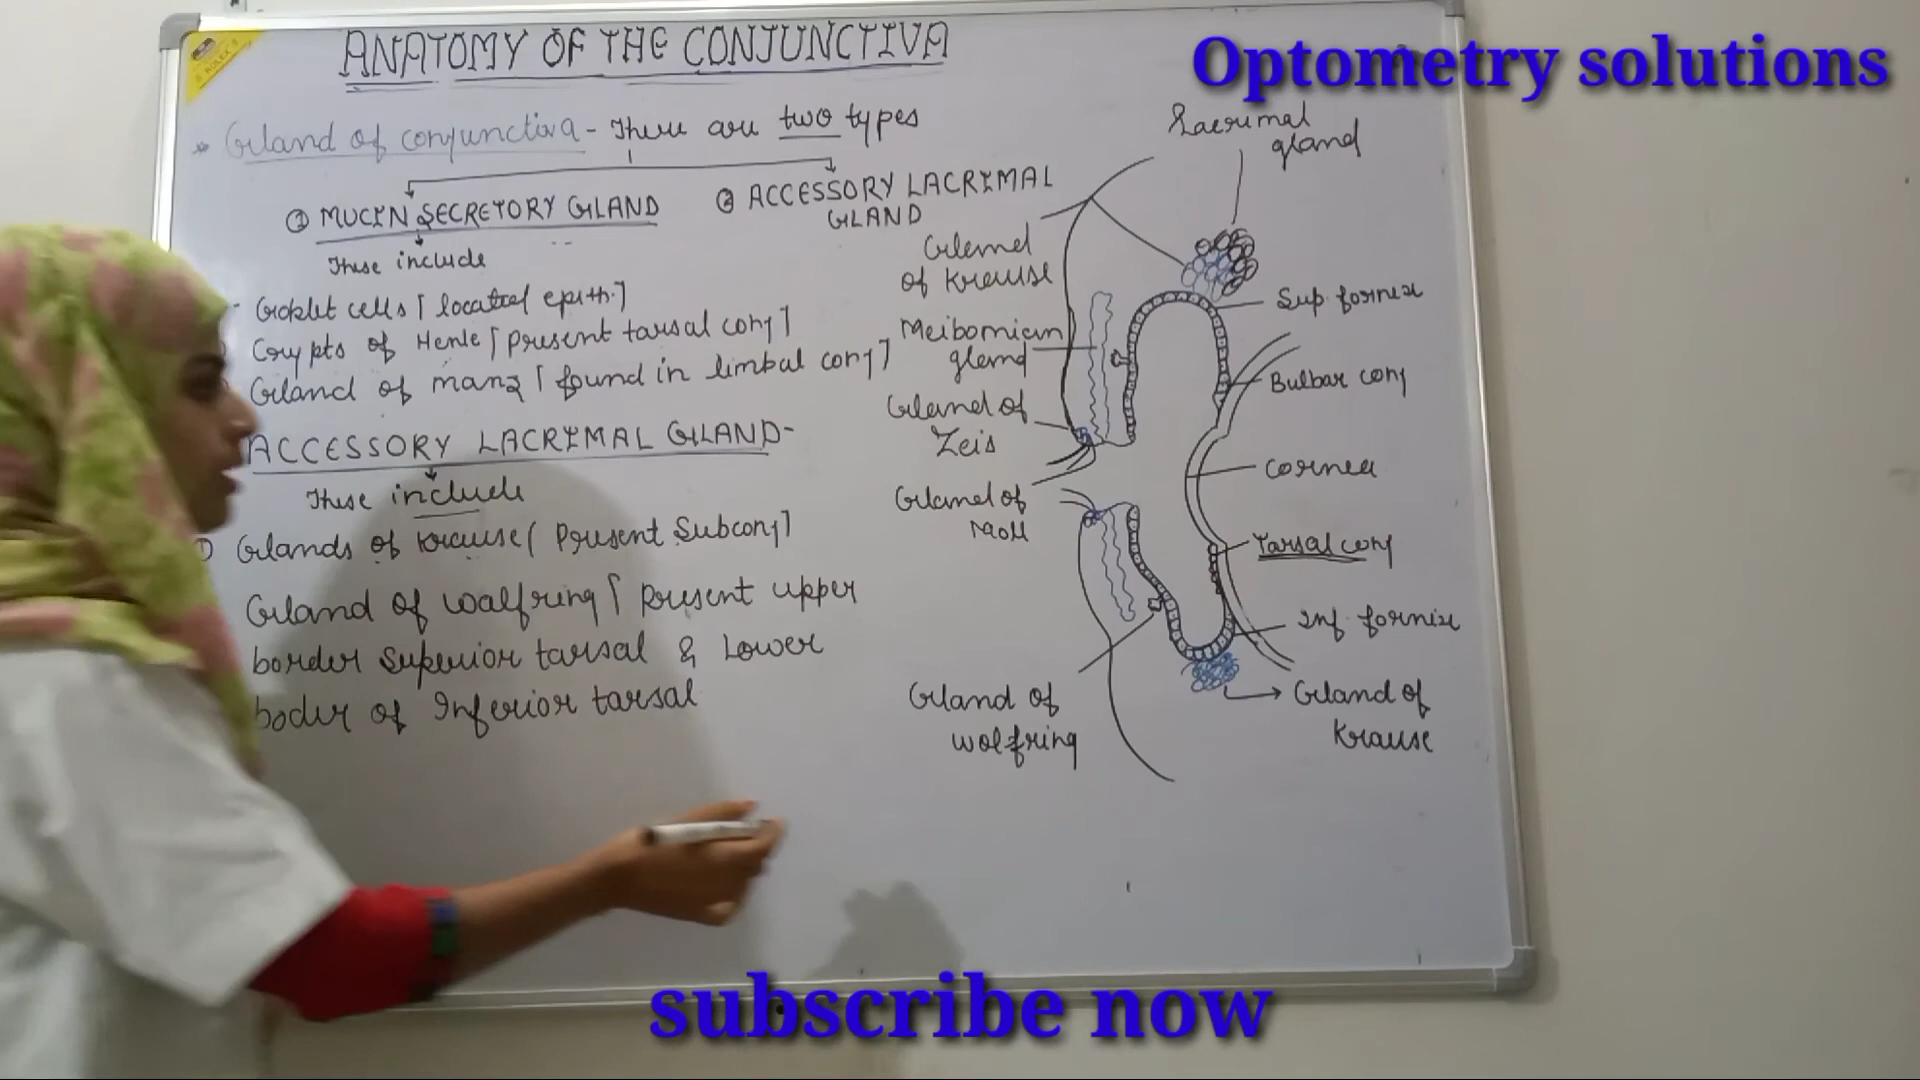 ANATOMY OF THE CONJUNCTIVA
Optometry solutions
Gland of conjunctiva - There are two types
① MUCIN SECRETORY GLAND
② ACCESSORY LACRIMAL
GLAND
These include
Goblet cells [located epith.]
Crypts of Henle [present tarsal conj]
Gland of manz [found in limbal conj]
ACCESSORY LACRIMAL GLAND-
These include
① Glands of Krause [Present Subconj]
Gland of walfring [Present upper
border superior tarsal & Lower
boder of Inferior tarsal
Lacrimal
gland
Gland
of Krause
Sup. fornix
Meibomian
gland
Bulbar conj
Gland of
Zeis
cornea
Gland of
Moll
Tarsal conj
Inf. fornix
Gland of
wolfring
Gland of
Krause
subscribe now